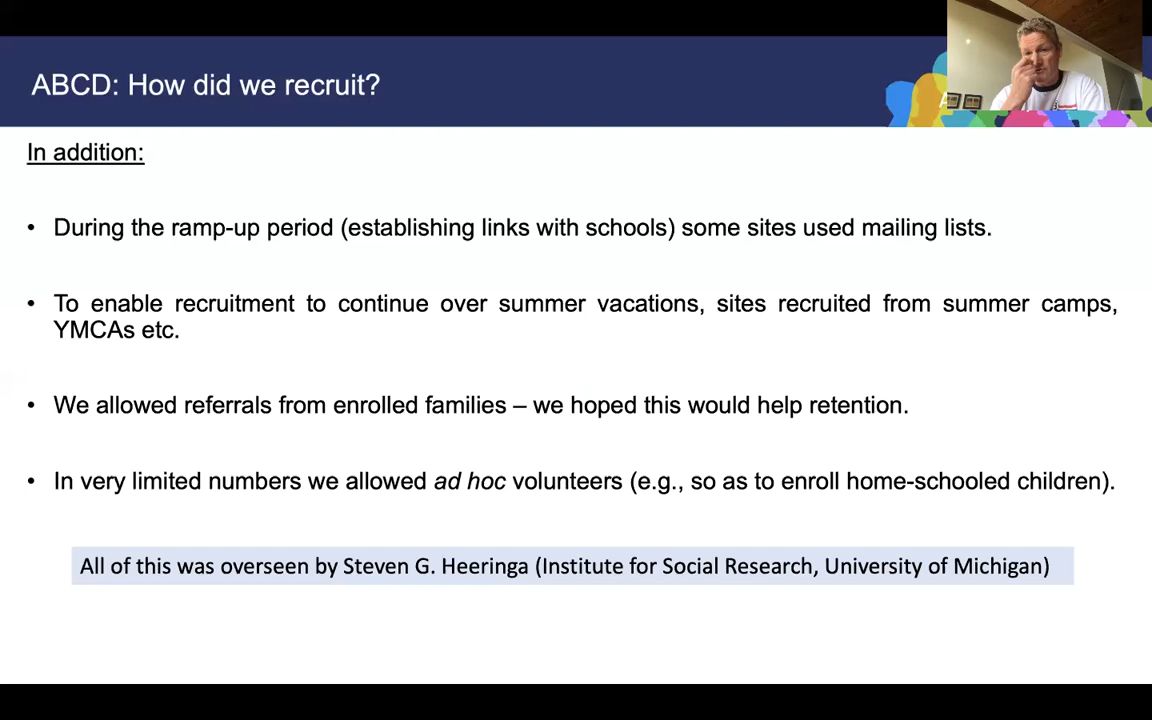 ABCD: How did we recruit?
In addition:
• During the ramp-up period (establishing links with schools) some sites used mailing lists.
• To enable recruitment to continue over summer vacations, sites recruited from summer camps,
YMCAs etc.
• We allowed referrals from enrolled families – we hoped this would help retention.
• In very limited numbers we allowed ad hoc volunteers (e.g., so as to enroll home-schooled children).
All of this was overseen by Steven G. Heeringa (Institute for Social Research, University of Michigan)